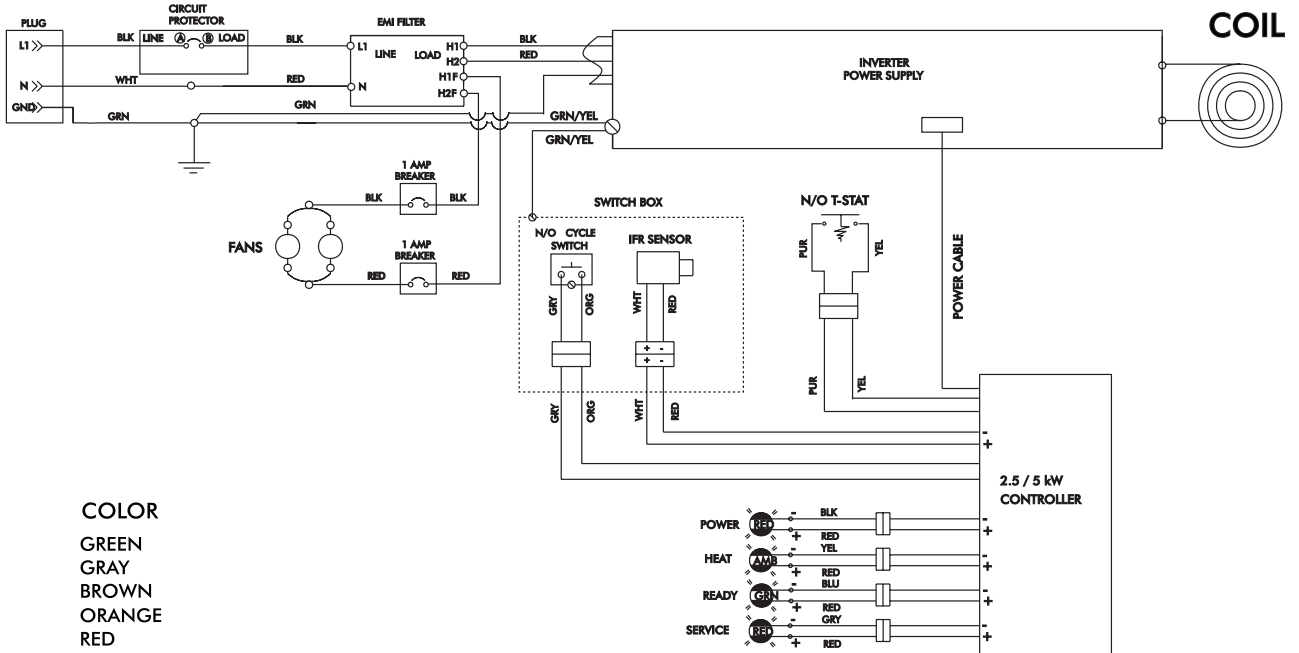 COIL
CIRCUIT
PROTECTOR
PLUG
EMI FILTER
L1
BLK
LINE
A
B
LOAD
BLK
L1
LINE
LOAD
H1
BLK
H2
RED
H1F
H2F
INVERTER
POWER SUPPLY
N
WHT
RED
N
GND
GRN
GRN
GRN/YEL
GRN/YEL
1 AMP
BREAKER
BLK
BLK
FANS
1 AMP
BREAKER
RED
RED
SWITCH BOX
N/O CYCLE
SWITCH
IFR SENSOR
GRY
ORG
WHT
RED
+ -
+ -
GRY
ORG
WHT
RED
N/O T-STAT
PUR
YEL
PUR
YEL
POWER CABLE
-
+
2.5 / 5 kW
CONTROLLER
POWER
RED
-
BLK
-
+
RED
+
HEAT
AMB
-
YEL
-
+
RED
+
READY
GRN
-
BLU
-
+
RED
+
SERVICE
RED
-
GRY
-
+
RED
+
COLOR
GREEN
GRAY
BROWN
ORANGE
RED